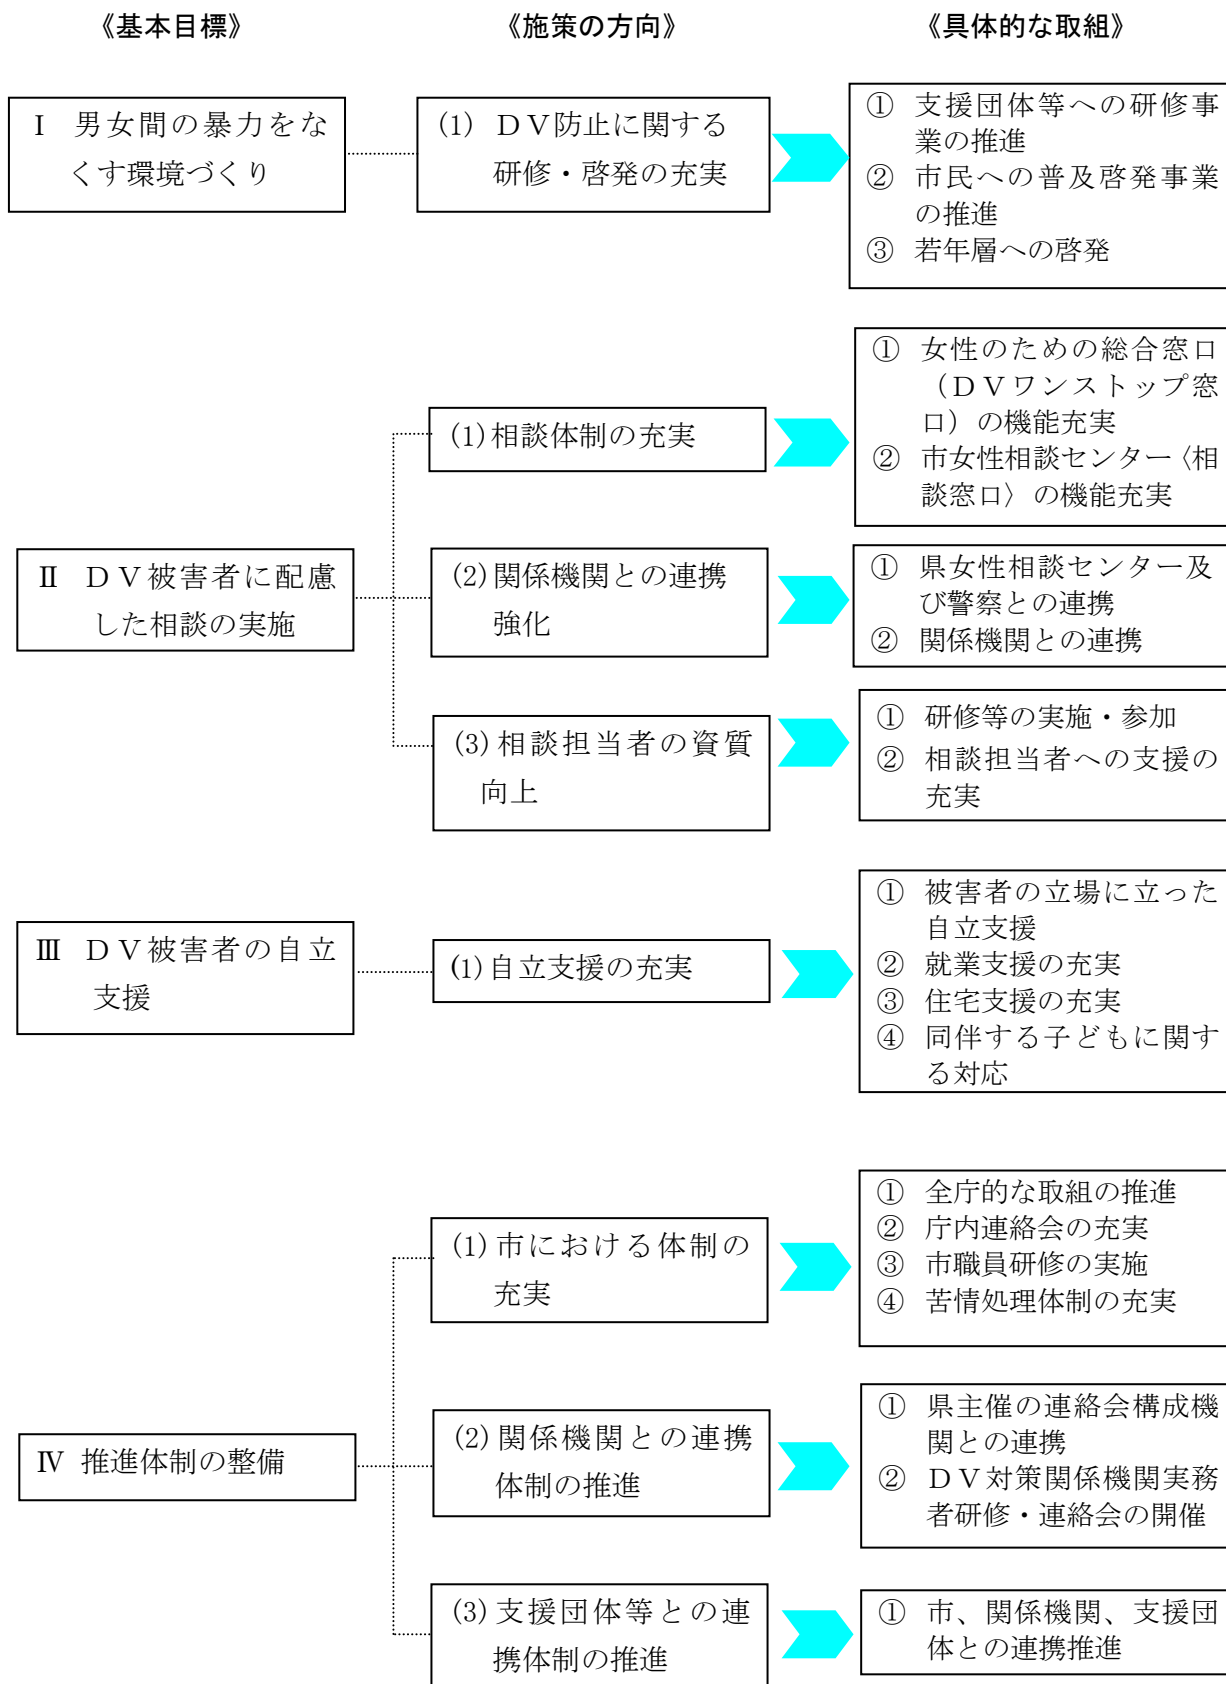 《基本目標》
《施策の方向》
《具体的な取組》
Ⅰ 男女間の暴力をな
くす環境づくり
(1) ＤＶ防止に関する
研修・啓発の充実
① 支援団体等への研修事
業の推進
② 市民への普及啓発事業
の推進
③ 若年層への啓発
Ⅱ ＤＶ被害者に配慮
した相談の実施
(1)相談体制の充実
① 女性のための総合窓口
（ＤＶワンストップ窓
口）の機能充実
② 市女性相談センター〈相
談窓口〉の機能充実
(2)関係機関との連携
強化
① 県女性相談センター及
び警察との連携
② 関係機関との連携
(3)相談担当者の資質
向上
① 研修等の実施・参加
② 相談担当者への支援の
充実
Ⅲ ＤＶ被害者の自立
支援
(1)自立支援の充実
① 被害者の立場に立った
自立支援
② 就業支援の充実
③ 住宅支援の充実
④ 同伴する子どもに関す
る対応
Ⅳ 推進体制の整備
(1)市における体制の
充実
① 全庁的な取組の推進
② 庁内連絡会の充実
③ 市職員研修の実施
④ 苦情処理体制の充実
(2)関係機関との連携
体制の推進
① 県主催の連絡会構成機
関との連携
② ＤＶ対策関係機関実務
者研修・連絡会の開催
(3)支援団体等との連
携体制の推進
① 市、関係機関、支援団
体との連携推進